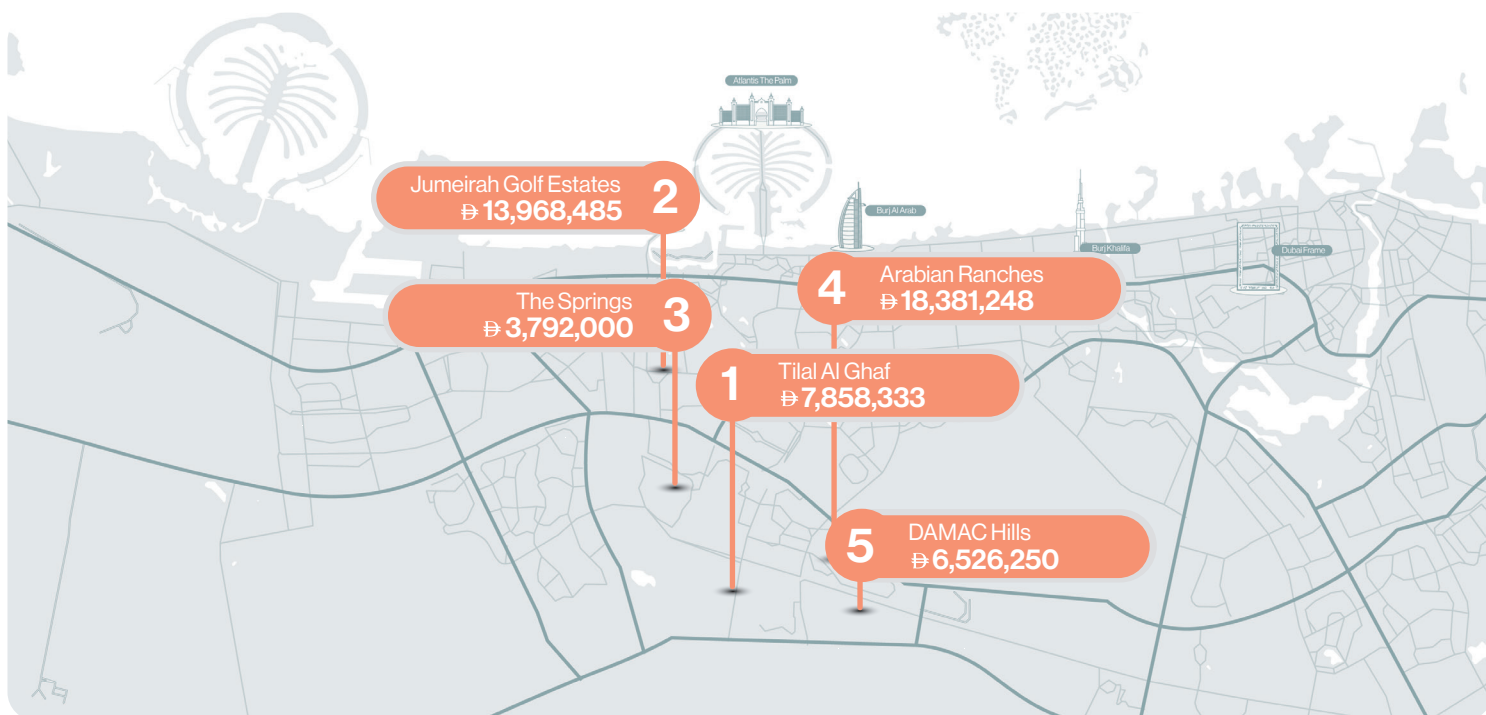 Atlantis The Palm
Jumeirah Golf Estates
2
13,968,485
Burj Al Arab
Burj Khalifa
Dubai Frame
Arabian Ranches
4
18,381,248
The Springs
3
3,792,000
Tilal Al Ghaf
1
7,858,333
DAMAC Hills
5
6,526,250